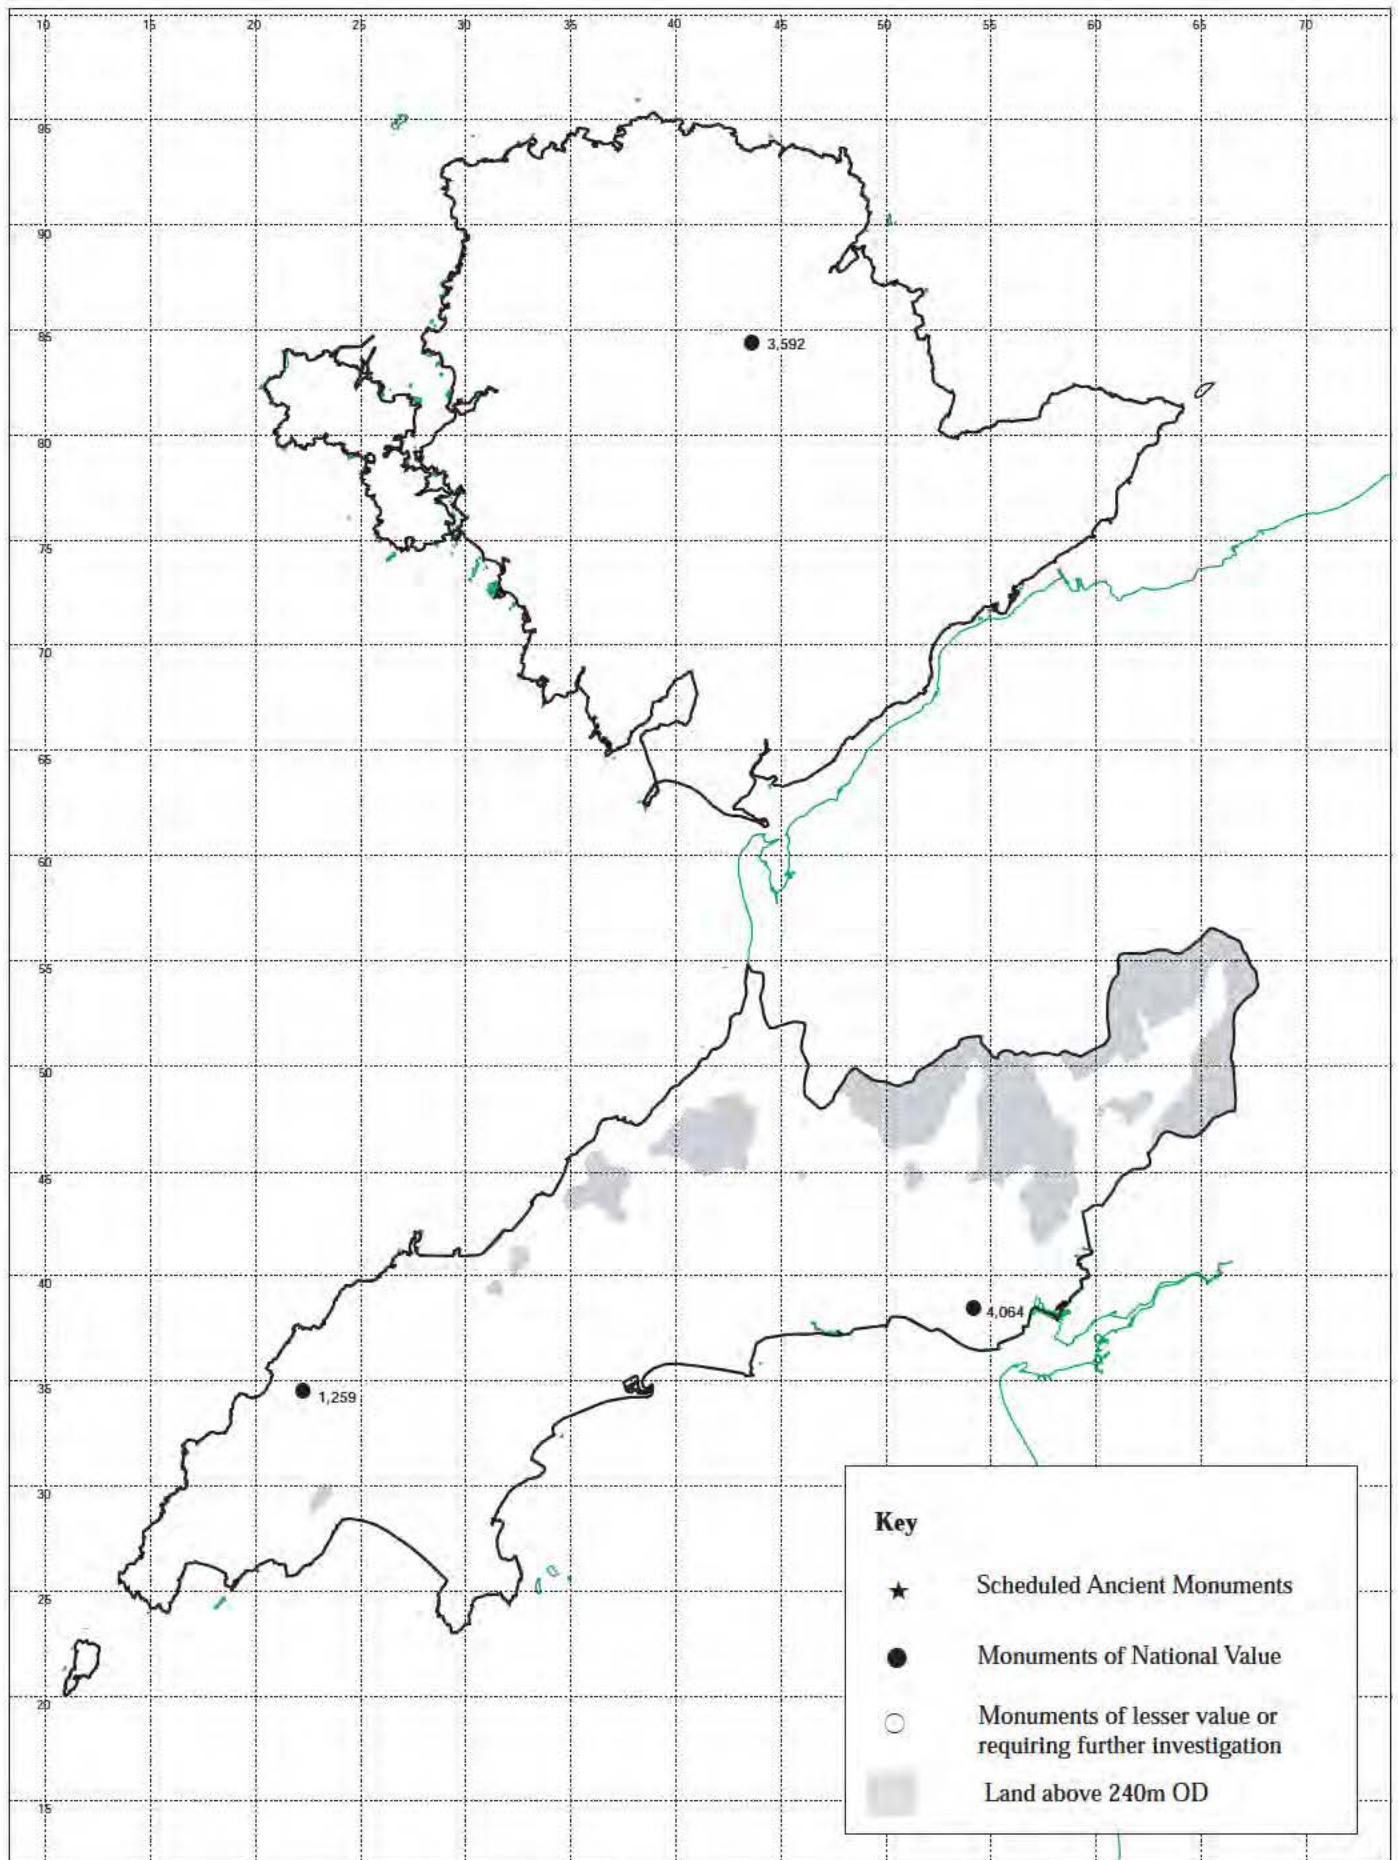 10 15 20 25 30 35 40 45 50 55 60 65 70
95
90
85
3,592
80
75
70
65
60
55
50
45
40
4,064
35
1,259
30
25
20
15
Key
Scheduled Ancient Monuments
Monuments of National Value
Monuments of lesser value or
requiring further investigation
Land above 240m OD